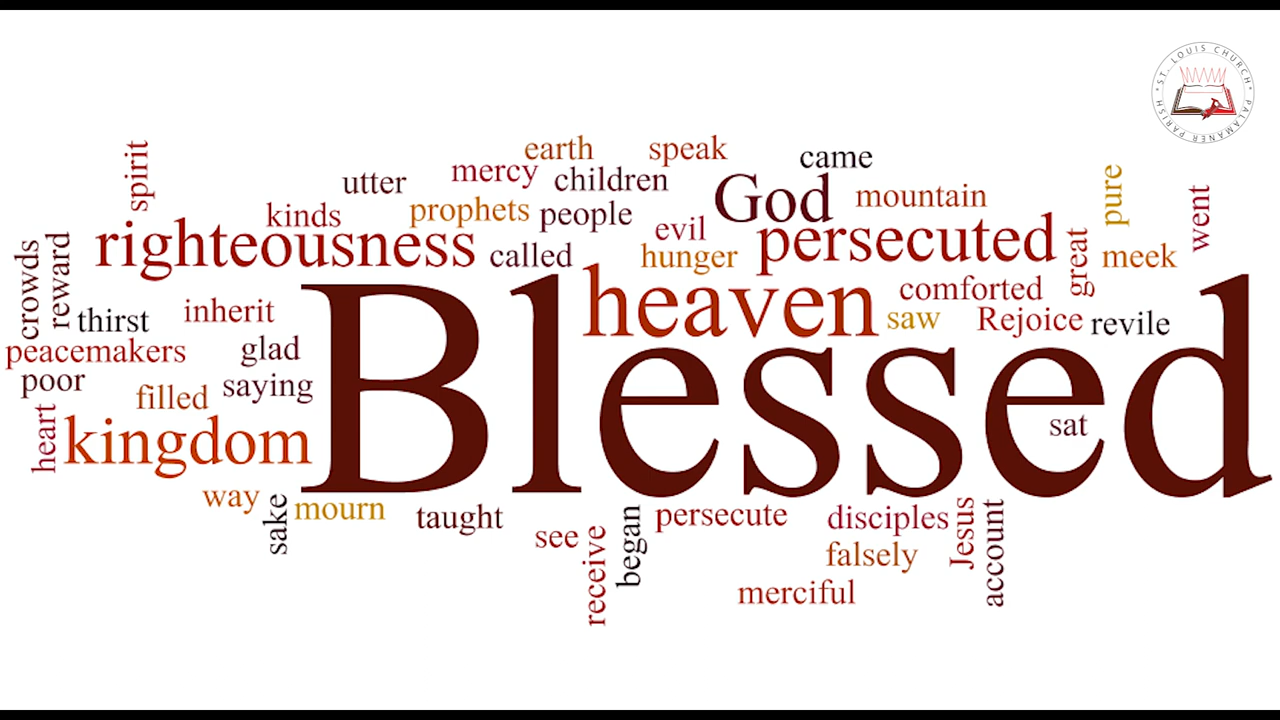 *ST. LOUIS CHURCH*
PALAMANER PARISH
earth
speak
came
spirit
utter
mercy
children
God
mountain
pure
went
kinds
prophets
people
evil
righteousness
called
hunger
persecuted
great
meek
crowds
reward
thirst
inherit
heaven
comforted
saw
Rejoice
revile
peacemakers
glad
poor
filled
saying
Blessed
heart
kingdom
sat
way
sake
mourn
taught
see
receive
began
persecute
disciples
Jesus
account
falsely
merciful